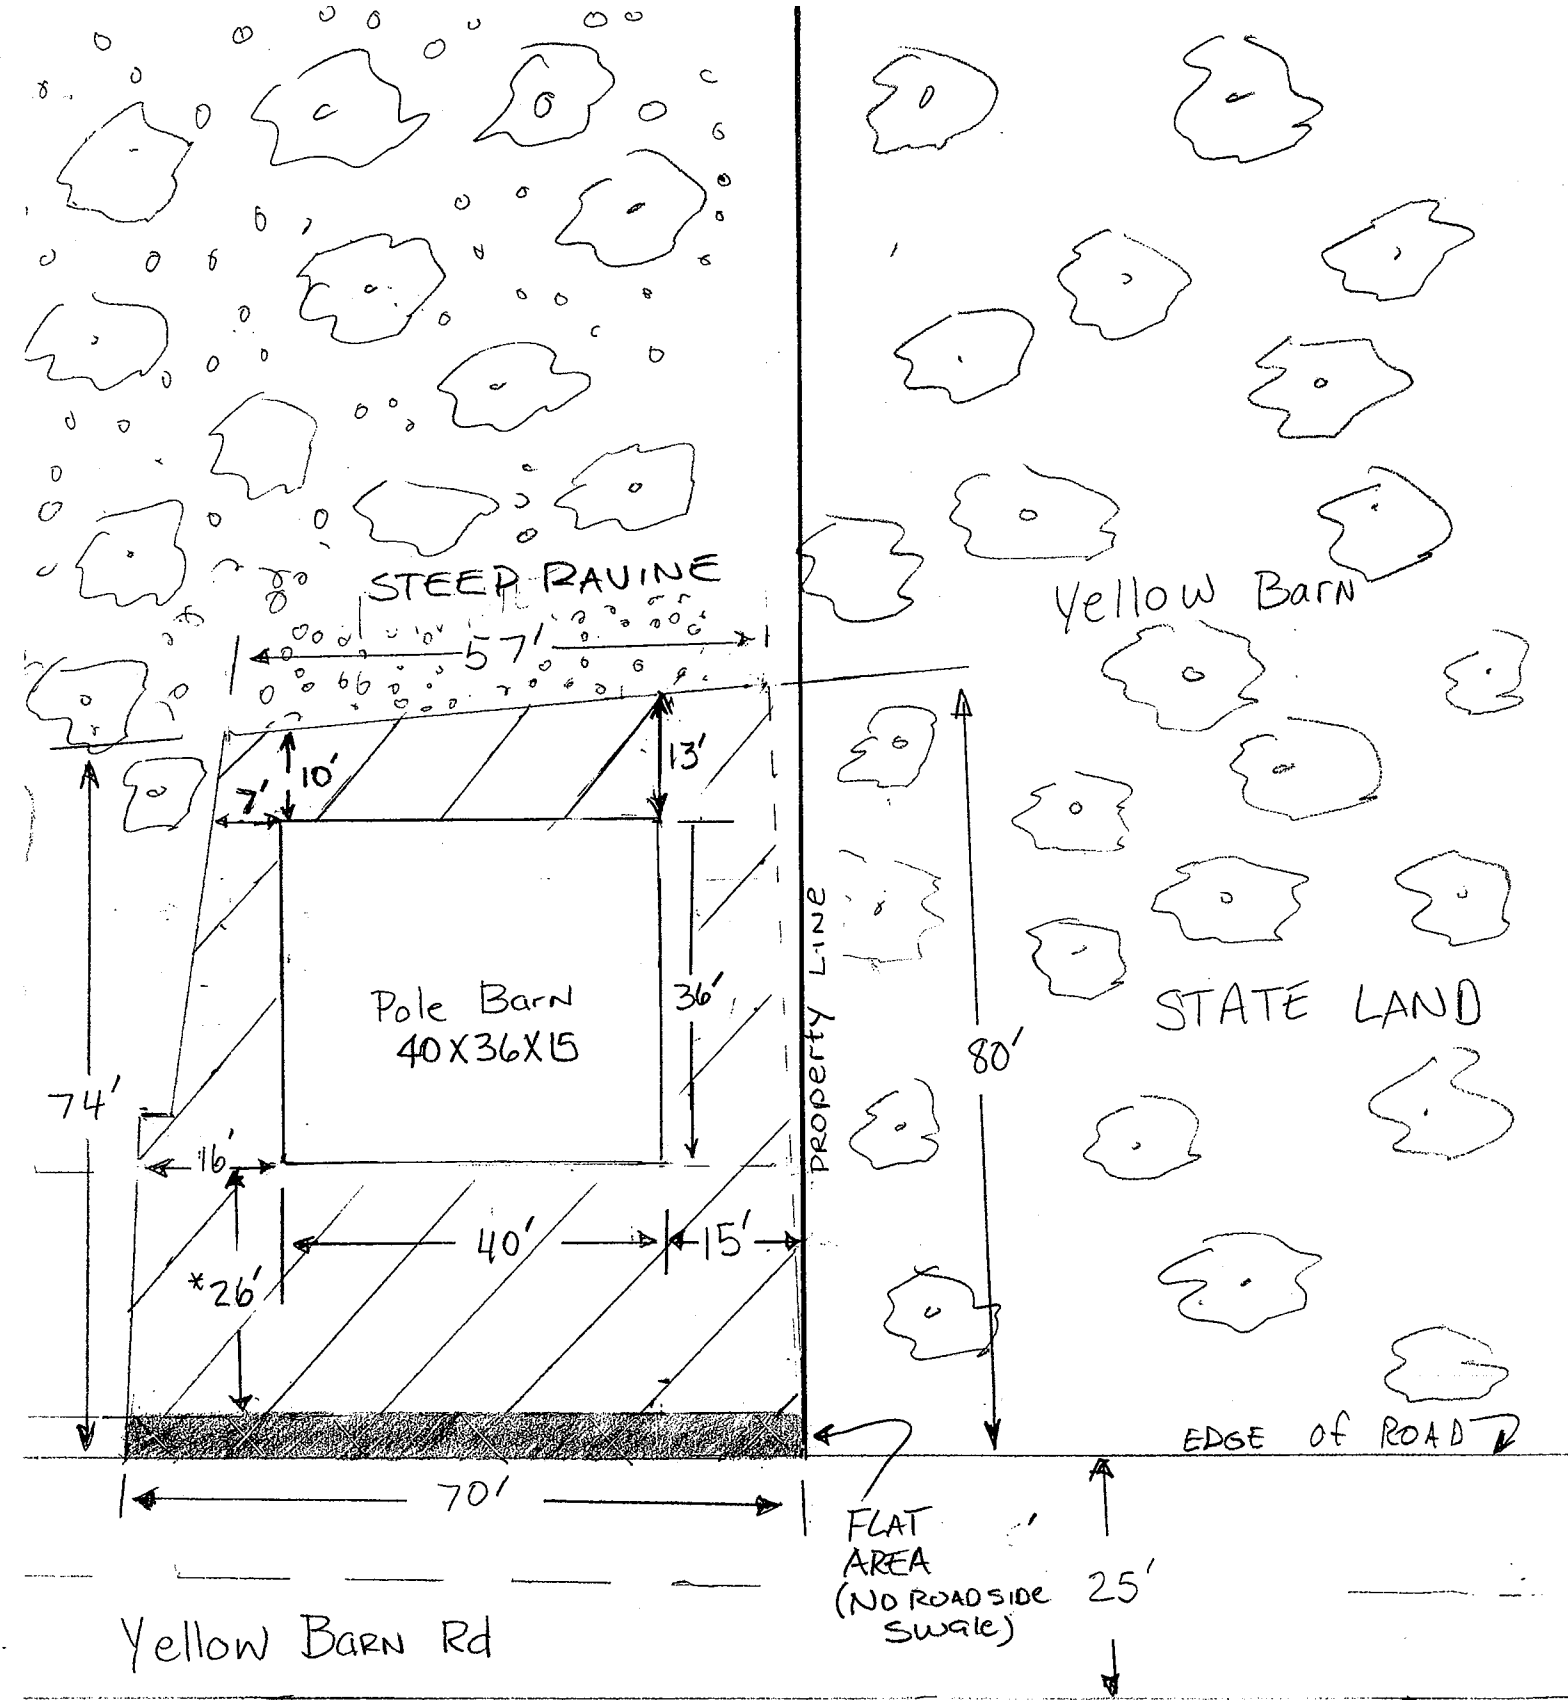 STEEP RAVINE
Yellow Barn
57'
10'
13'
7'
Pole Barn
40X36X15
36'
PROPERTY LINE
STATE LAND
80'
74'
16'
40'
15'
*26'
EDGE of ROAD
70'
FLAT
AREA
(NO ROADSIDE
SWale)
25'
Yellow BARN Rd